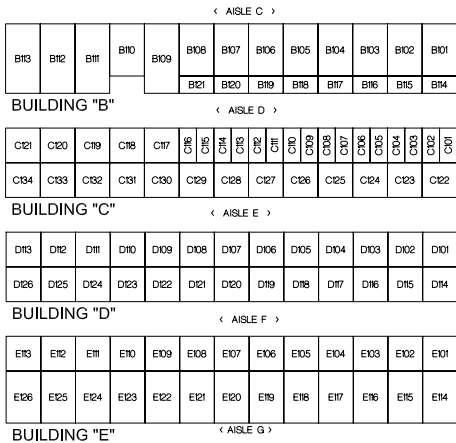 < AISLE C >
B113 B112 B111 B110 B109 B108 B107 B106 B105 B104 B103 B102 B101
B121 B120 B119 B118 B117 B116 B115 B114
BUILDING "B"
< AISLE D >
C121 C120 C119 C118 C117 C116 C115 C114 C113 C112 C111 C110 C109 C108 C107 C106 C105 C104 C103 C102 C101
C134 C133 C132 C131 C130 C129 C128 C127 C126 C125 C124 C123 C122
BUILDING "C"
< AISLE E >
D113 D112 D111 D110 D109 D108 D107 D106 D105 D104 D103 D102 D101
D126 D125 D124 D123 D122 D121 D120 D119 D118 D117 D116 D115 D114
BUILDING "D"
< AISLE F >
E113 E112 E111 E110 E109 E108 E107 E106 E105 E104 E103 E102 E101
E126 E125 E124 E123 E122 E121 E120 E119 E118 E117 E116 E115 E114
BUILDING "E"
< AISLE G >